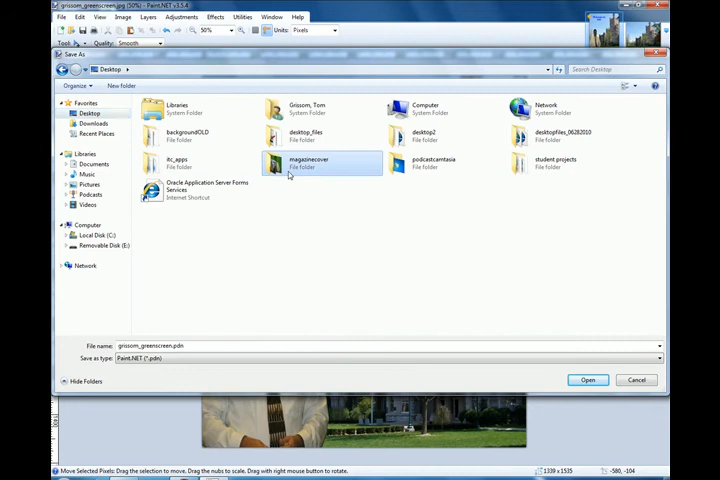 grissom_greenscreen.jpg (50%) - Paint.NET v3.5.4
File Edit View Image Layers Adjustments Effects Utilities Window Help
50% Units: Pixels
Tool: Quality: Smooth
Save As
Desktop Search Desktop
Organize New folder
Favorites
Desktop
Downloads
Recent Places
Libraries
Documents
Music
Pictures
Podcasts
Videos
Computer
Local Disk (C:)
Removable Disk (E:)
Network
Libraries
System Folder
Grissom, Tom
System Folder
Computer
System Folder
Network
System Folder
backgroundOLD
File folder
desktop_files
File folder
desktop2
File folder
desktopfiles_06282010
File folder
itc_apps
File folder
magazinecover
File folder
podcastcamtasia
File folder
student projects
File folder
Oracle Application Server Forms
Services
Internet Shortcut
File name: grissom_greenscreen.pdn
Save as type: Paint.NET (*.pdn)
Hide Folders Open Cancel
Move Selected Pixels: Drag the selection to move. Drag the nubs to scale. Drag with right mouse button to rotate. 1339 x 1535 -580, -104